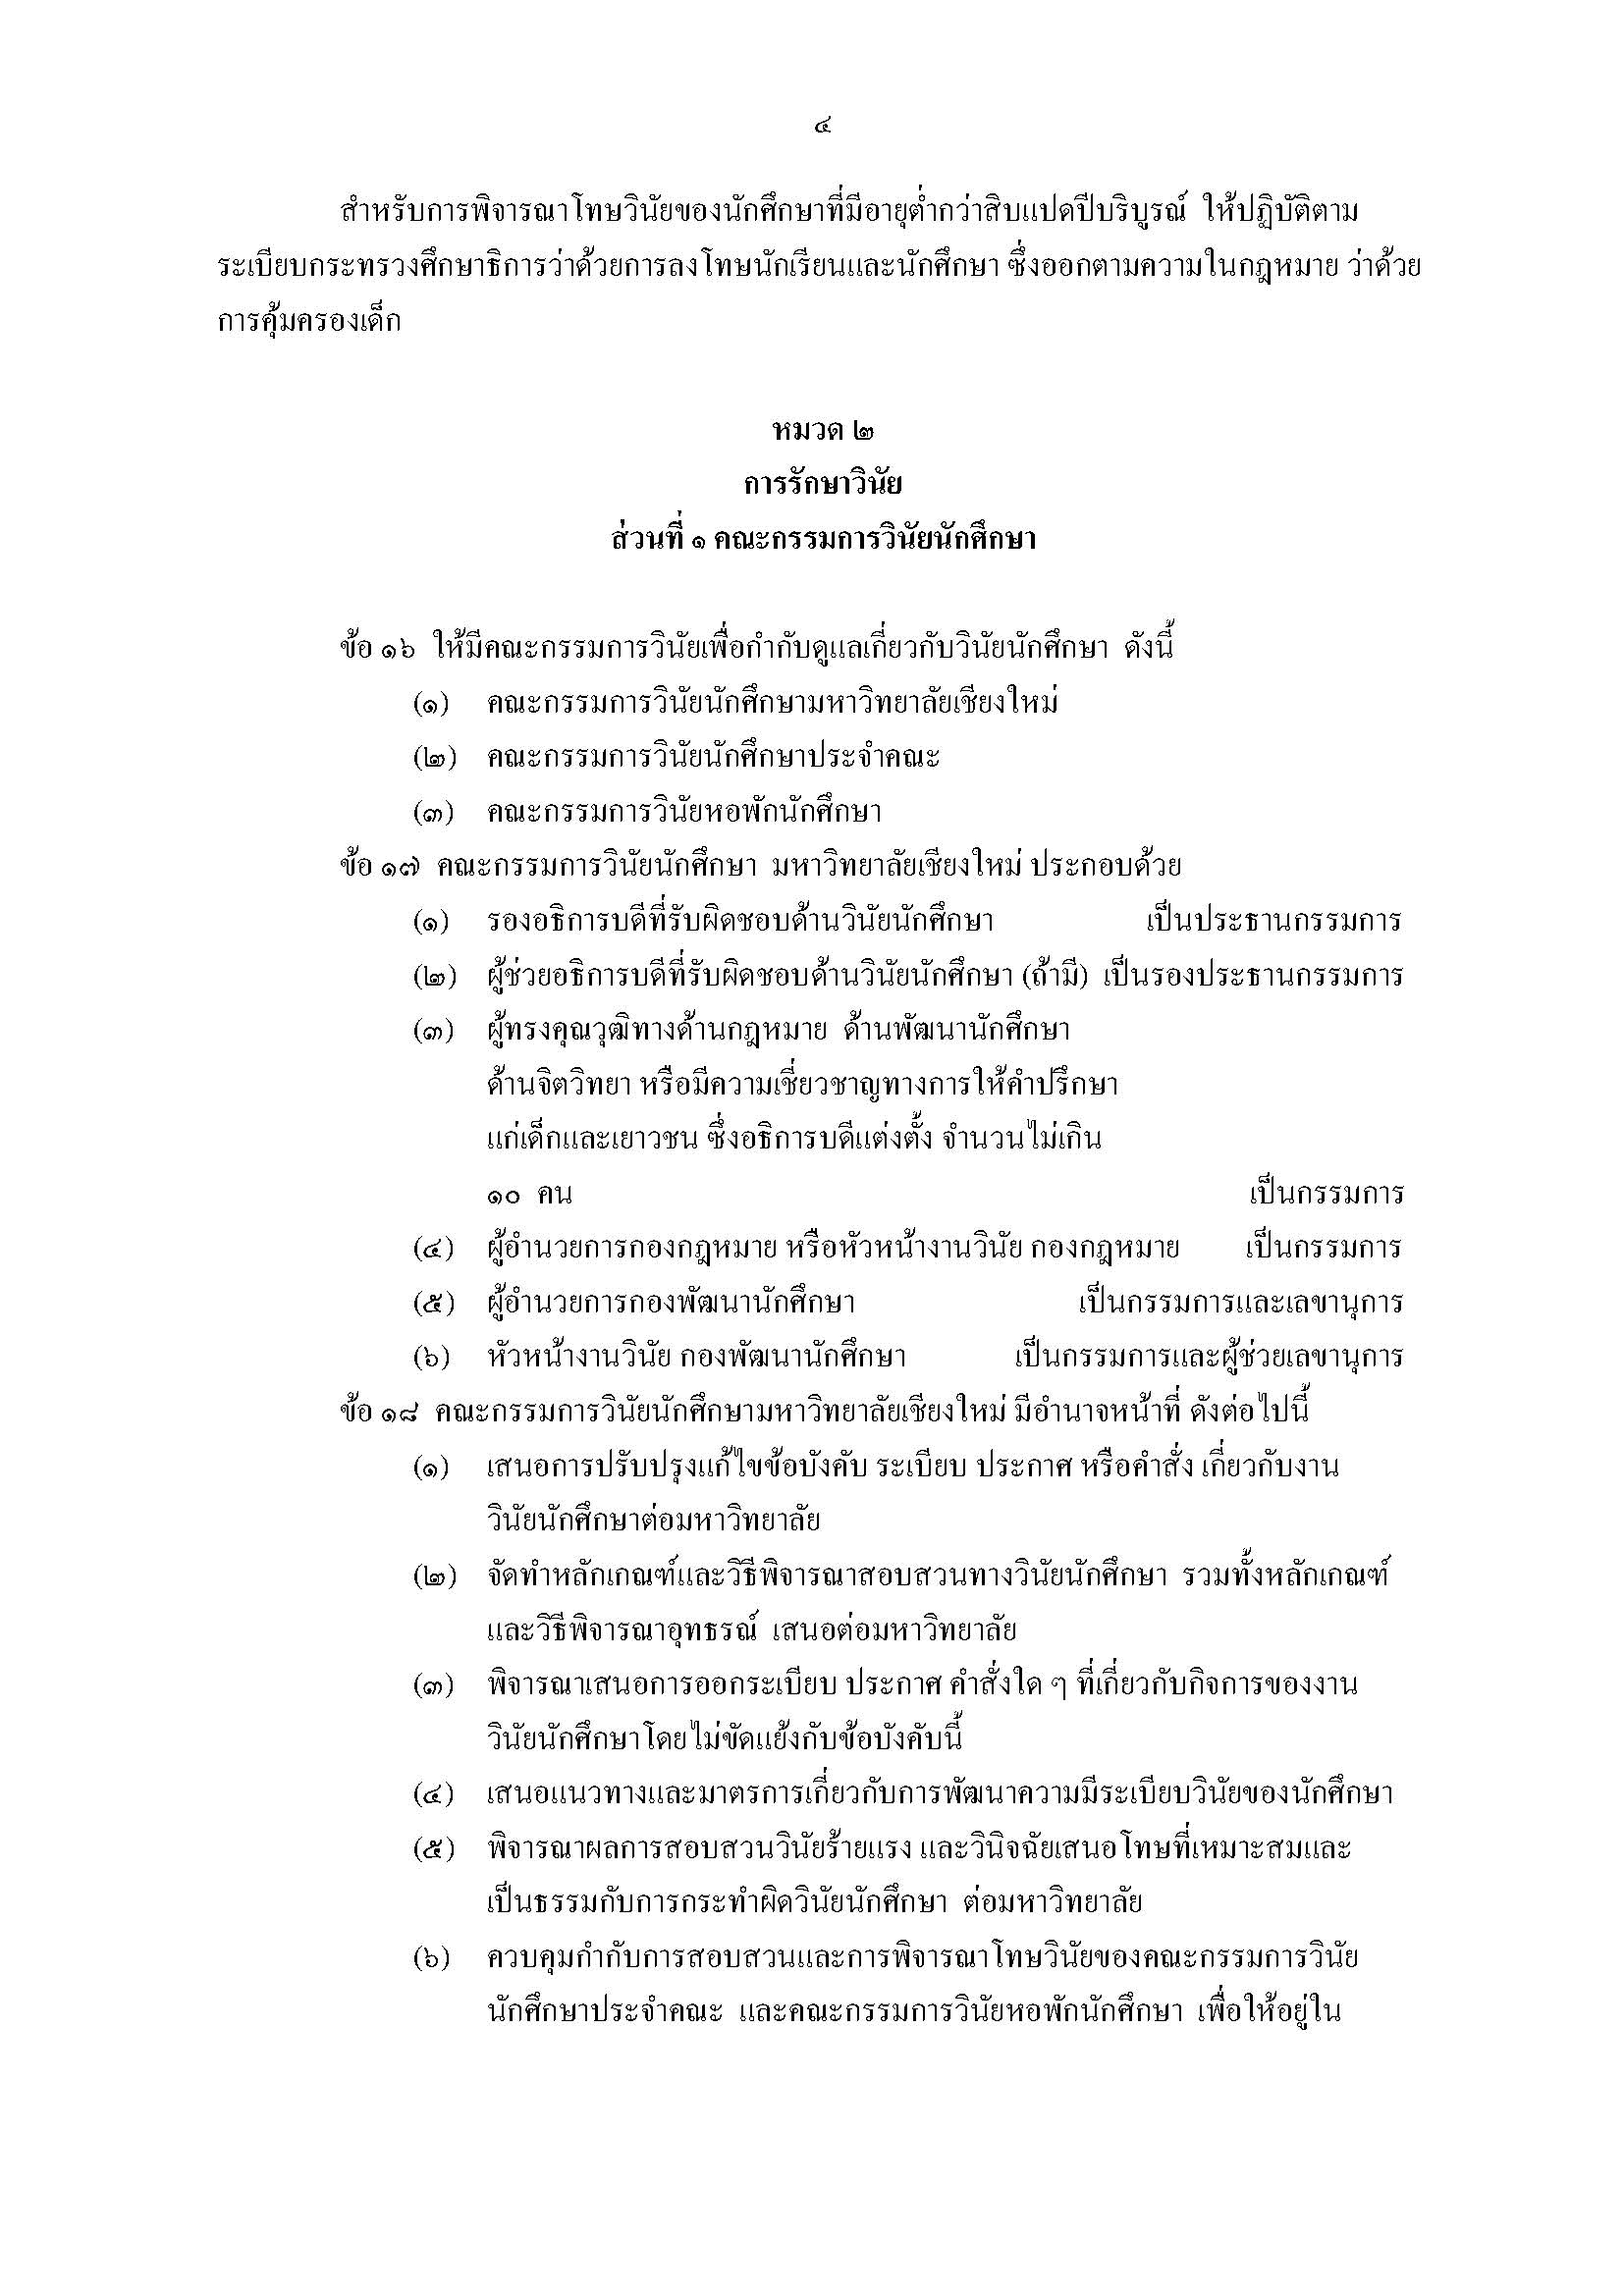 ๔
สำหรับการพิจารณาโทษวินัยของนักศึกษาที่มีอายุต่ำกว่าสิบแปดปีบริบูรณ์ ให้ปฏิบัติตาม
ระเบียบกระทรวงศึกษาธิการว่าด้วยการลงโทษนักเรียนและนักศึกษา ซึ่งออกตามความในกฎหมาย ว่าด้วย
การคุ้มครองเด็ก
หมวด ๒
การรักษาวินัย
ส่วนที่ ๑ คณะกรรมการวินัยนักศึกษา
ข้อ ๑๖ ให้มีคณะกรรมการวินัยเพื่อกำกับดูแลเกี่ยวกับวินัยนักศึกษา ดังนี้
(๑) คณะกรรมการวินัยนักศึกษามหาวิทยาลัยเชียงใหม่
(๒) คณะกรรมการวินัยนักศึกษาประจำคณะ
(๓) คณะกรรมการวินัยหอพักนักศึกษา
ข้อ ๑๗ คณะกรรมการวินัยนักศึกษา มหาวิทยาลัยเชียงใหม่ ประกอบด้วย
(๑) รองอธิการบดีที่รับผิดชอบด้านวินัยนักศึกษา เป็นประธานกรรมการ
(๒) ผู้ช่วยอธิการบดีที่รับผิดชอบด้านวินัยนักศึกษา (ถ้ามี) เป็นรองประธานกรรมการ
(๓) ผู้ทรงคุณวุฒิทางด้านกฎหมาย ด้านพัฒนานักศึกษา
ด้านจิตวิทยา หรือมีความเชี่ยวชาญทางการให้คำปรึกษา
แก่เด็กและเยาวชน ซึ่งอธิการบดีแต่งตั้ง จำนวนไม่เกิน
๑๐ คน เป็นกรรมการ
(๔) ผู้อำนวยการกองกฎหมาย หรือหัวหน้างานวินัย กองกฎหมาย เป็นกรรมการ
(๕) ผู้อำนวยการกองพัฒนานักศึกษา เป็นกรรมการและเลขานุการ
(๖) หัวหน้างานวินัย กองพัฒนานักศึกษา เป็นกรรมการและผู้ช่วยเลขานุการ
ข้อ ๑๘ คณะกรรมการวินัยนักศึกษามหาวิทยาลัยเชียงใหม่ มีอำนาจหน้าที่ ดังต่อไปนี้
(๑) เสนอการปรับปรุงแก้ไขข้อบังคับ ระเบียบ ประกาศ หรือคำสั่ง เกี่ยวกับงาน
วินัยนักศึกษาต่อมหาวิทยาลัย
(๒) จัดทำหลักเกณฑ์และวิธีพิจารณาสอบสวนทางวินัยนักศึกษา รวมทั้งหลักเกณฑ์
และวิธีพิจารณาอุทธรณ์ เสนอต่อมหาวิทยาลัย
(๓) พิจารณาเสนอการออกระเบียบ ประกาศ คำสั่งใด ๆ ที่เกี่ยวกับกิจการของงาน
วินัยนักศึกษาโดยไม่ขัดแย้งกับข้อบังคับนี้
(๔) เสนอแนวทางและมาตรการเกี่ยวกับการพัฒนาความมีระเบียบวินัยของนักศึกษา
(๕) พิจารณาผลการสอบสวนวินัยร้ายแรง และวินิจฉัยเสนอโทษที่เหมาะสมและ
เป็นธรรมกับการกระทำผิดวินัยนักศึกษา ต่อมหาวิทยาลัย
(๖) ควบคุมกำกับการสอบสวนและการพิจารณาโทษวินัยของคณะกรรมการวินัย
นักศึกษาประจำคณะ และคณะกรรมการวินัยหอพักนักศึกษา เพื่อให้อยู่ใน